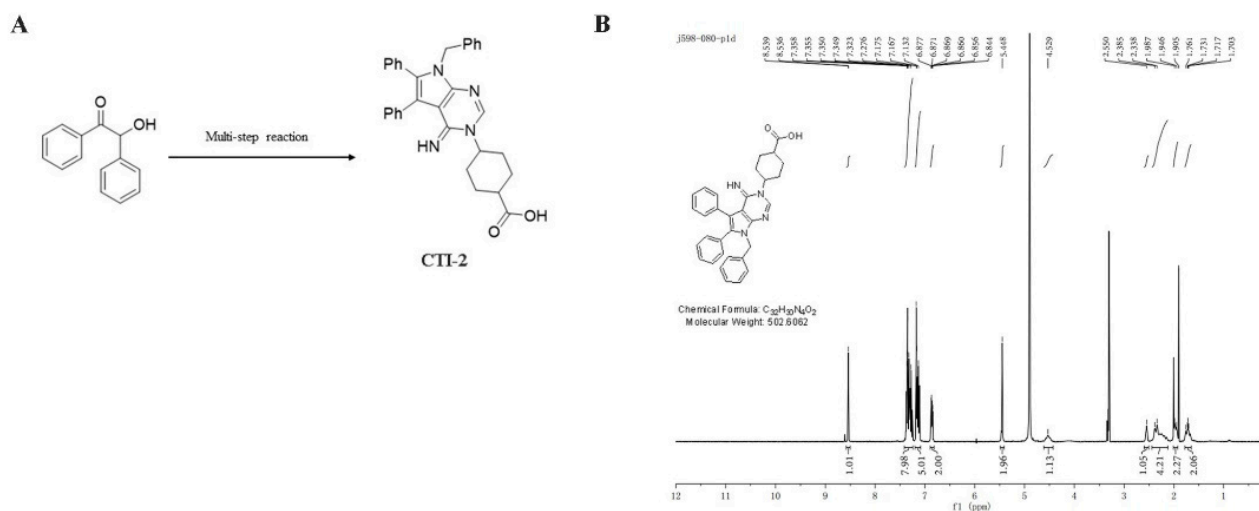 A
B
O
OH
Multi-step reaction
Ph
N
Ph
Ph
N
N
HN
OH
O
CTI-2
j598-080-p1d
8.539
8.536
7.358
7.355
7.350
7.349
7.323
7.276
7.175
7.167
7.132
6.877
6.871
6.869
6.860
6.856
6.844
5.448
4.529
2.550
2.385
2.338
1.987
1.946
1.905
1.761
1.731
1.717
1.703
O
OH
HN
N
N
N
Chemical Formula: C32H30N4O2
Molecular Weight: 502.6062
1.01
7.98
5.01
2.00
1.96
1.13
1.05
4.21
2.27
2.06
12 11 10 9 8 7 6 5 4 3 2 1
f1 (ppm)